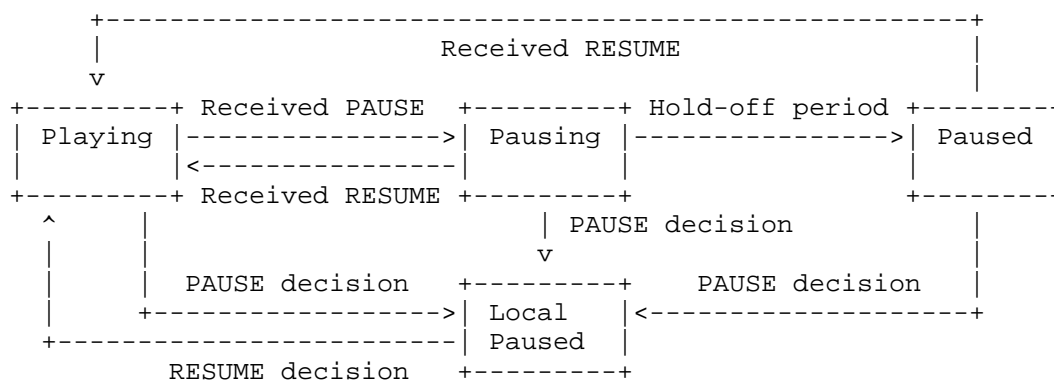 Received RESUME
Received PAUSE Hold-off period
Playing Pausing Paused
Received RESUME
PAUSE decision
PAUSE decision PAUSE decision
Local
Paused
RESUME decision